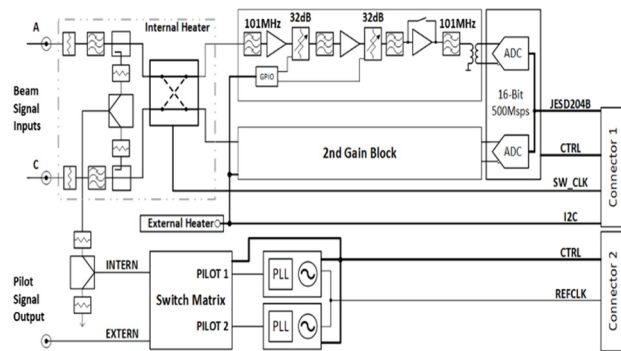 A
Internal Heater
101MHz
32dB
32dB
101MHz
ADC
GPIO
16-Bit
500Msps
JESD204B
Beam
Signal
Inputs
2nd Gain Block
ADC
CTRL
Connector 1
C
SW_CLK
External Heater
I2C
INTERN
PILOT 1
PLL
CTRL
Connector 2
Pilot
Signal
Output
Switch
Matrix
REFCLK
EXTERN
PILOT 2
PLL